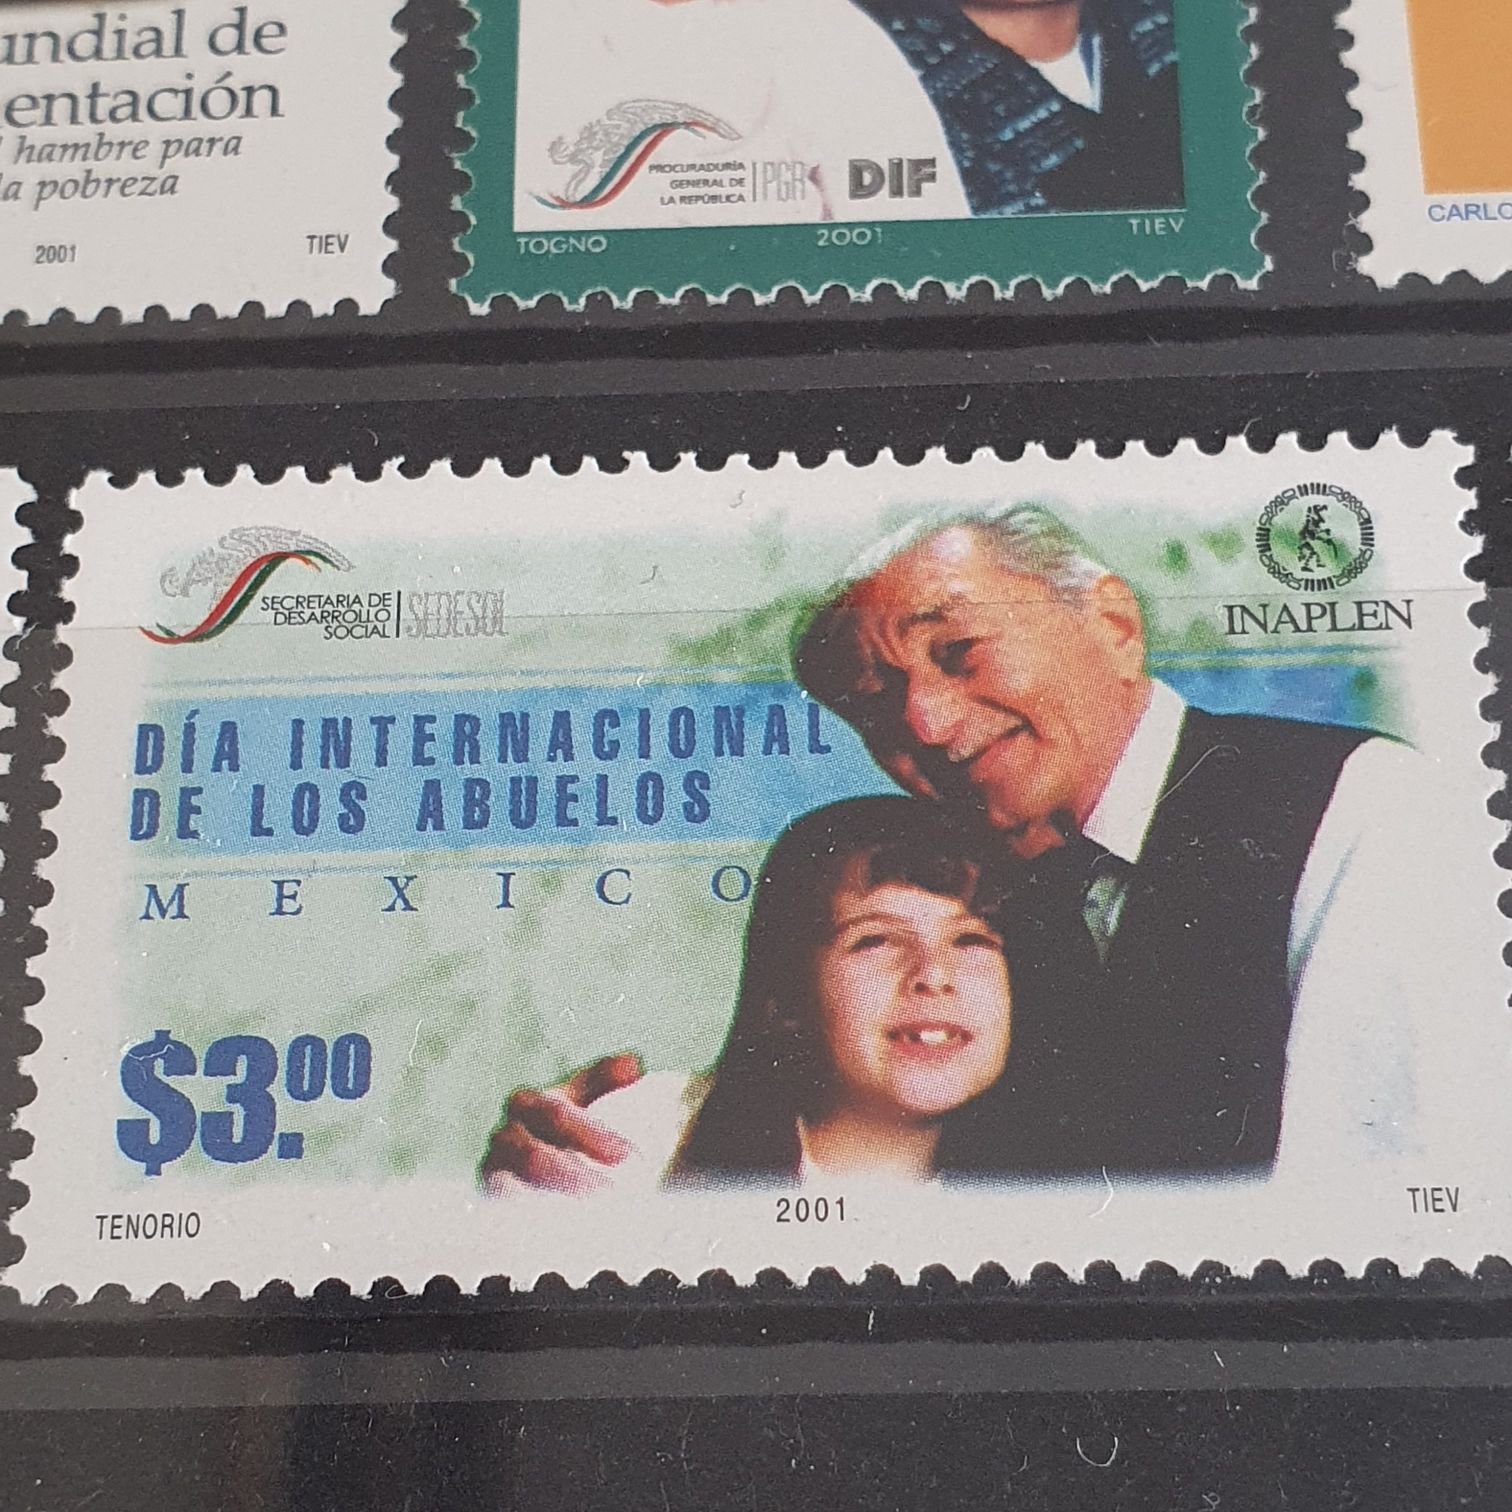 undial de
entación
hambre para
la pobreza
2001
TIEV
PROCURADURÍA
GENERAL DE
LA REPÚBLICA
PGR
DIF
TOGNO
2001
TIEV
CARLO
SECRETARIA DE
DESARROLLO
SOCIAL
SEDESOL
INAPLEN
DÍA INTERNACIONAL
DE LOS ABUELOS
MEXICO
$3.00
TENORIO
2001
TIEV